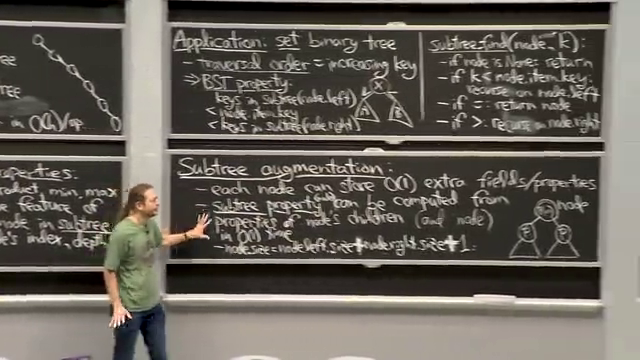 Application: set binary tree
- traversal order = increasing key
⇒ BST property:
keys in subtree(node.left)
< node.item.key
< keys in subtree(node.right)
subtree_find(node, k):
- if node is None: return
- if k < node.item.key:
recurse on node.left
- if =: return node
- if >: recurse on node.right
product, min, max
feature of
node in subtree
node's index, depth
Subtree augmentation:
- each node can store O(1) extra fields/properties
- subtree property can be computed from
properties of node's children (and node)
in O(1) time
- node.size = node.left.size + node.right.size + 1
node